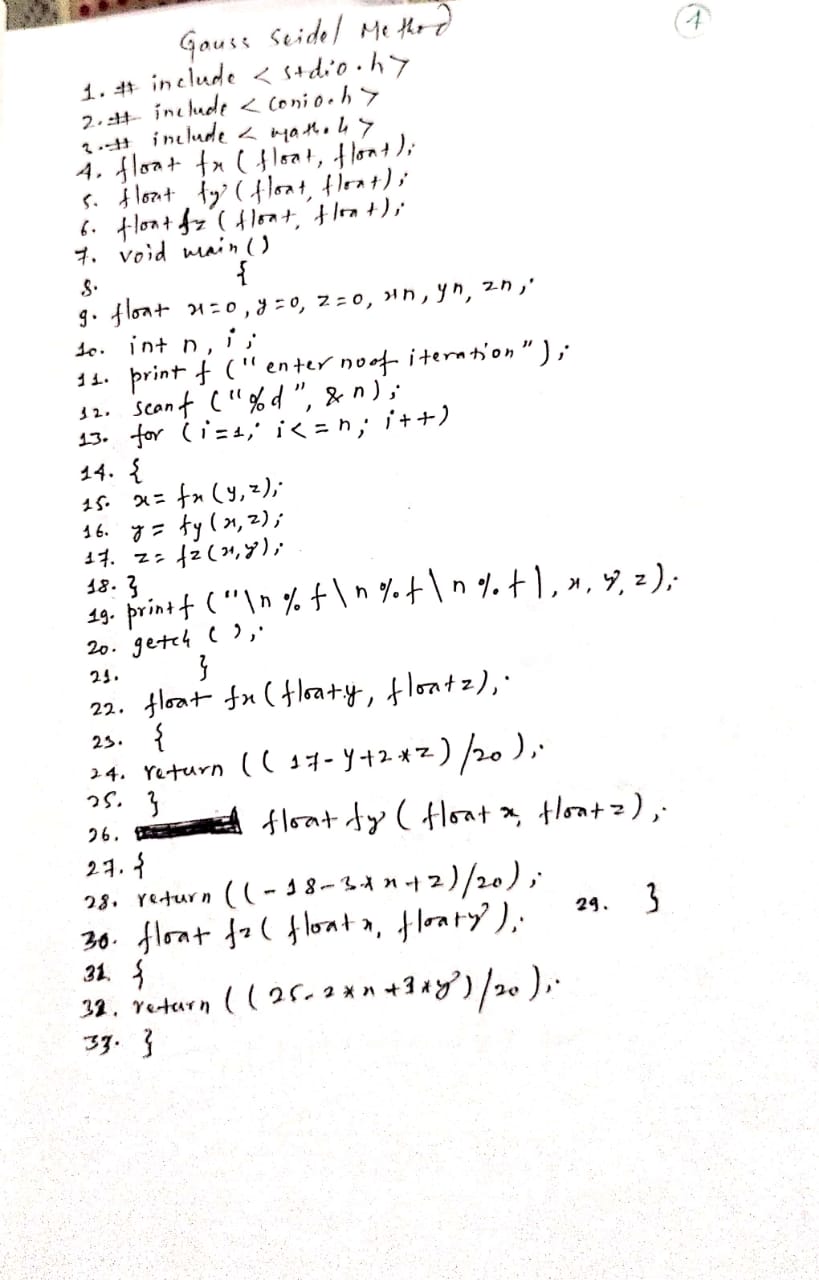 Gauss Seidel Method
1
1. # include < stdio.h>
2. # include < conio.h >
3. # include < math.h >
4. float fx ( float, float );
5. float fy ( float, float );
6. float fz ( float, float );
7. void main ()
8. {
9. float x=0, y=0, z=0, xn, yn, zn;
10. int n, i;
11. printf ("enter noof iteration");
12. scanf ("%d", &n);
13. for (i=1; i<=n; i++)
14. {
15. x= fx (y,z);
16. y= fy (x,z);
17. z= fz (x,y);
18. }
19. printf ("\n %f \n %f \n %f \, x, y, z);
20. getch ( );
21. }
22. float fx ( float y, float z);
23. {
24. return (( 17- y+2*z ) /20 );
25. }
26. float fy ( float x, float z );
27. {
28. return ((-18-3*x+z)/20);
29. }
30. float fz ( float x, float y );
31. {
32. return ((25-2*x+3*y)/20);
33. }